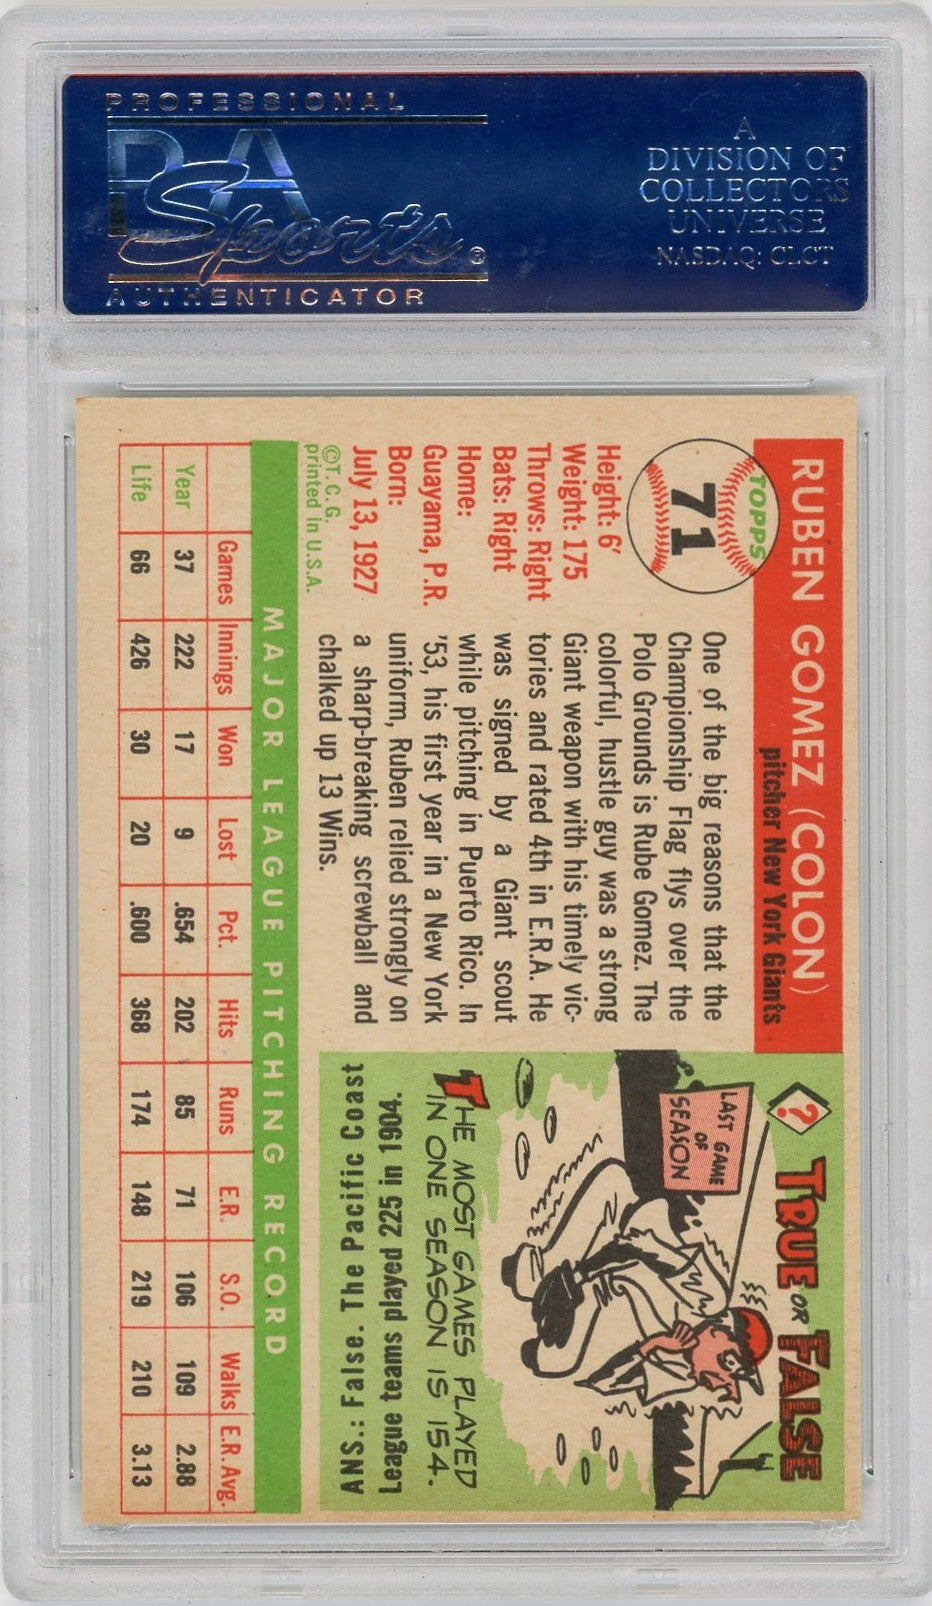 PROFESSIONAL
PSA
Sports®
AUTHENTICATOR
A
DIVISION OF
COLLECTORS
UNIVERSE
NASDAQ: CLCT
TOPPS
71
RUBEN GOMEZ (COLON)
pitcher New York Giants
Height: 6'
Weight: 175
Throws: Right
Bats: Right
Home:
Guayama, P.R.
Born:
July 13, 1927
©T.C.G.
printed in U.S.A.
One of the big reasons that the
Championship Flag flys over the
Polo Grounds is Rube Gomez. The
colorful, hustle guy was a strong
Giant weapon with his timely vic-
tories and rated 4th in E.R.A. He
was signed by a Giant scout
while pitching in Puerto Rico. In
'53, his first year in a New York
uniform, Ruben relied strongly on
a sharp-breaking screwball and
chalked up 13 Wins.
? TRUE OR FALSE
LAST GAME
OF
SEASON
THE MOST GAMES PLAYED
IN ONE SEASON IS 154.
ANS.: False. The Pacific Coast
League teams played 225 in 1904.
MAJOR LEAGUE PITCHING RECORD
Games Innings Won Lost Pct. Hits Runs E.R. S.O. Walks E.R.Avg.
Year 37 222 17 9 .654 202 85 71 106 109 2.88
Life 66 426 30 20 .600 368 174 148 219 210 3.13
PSA